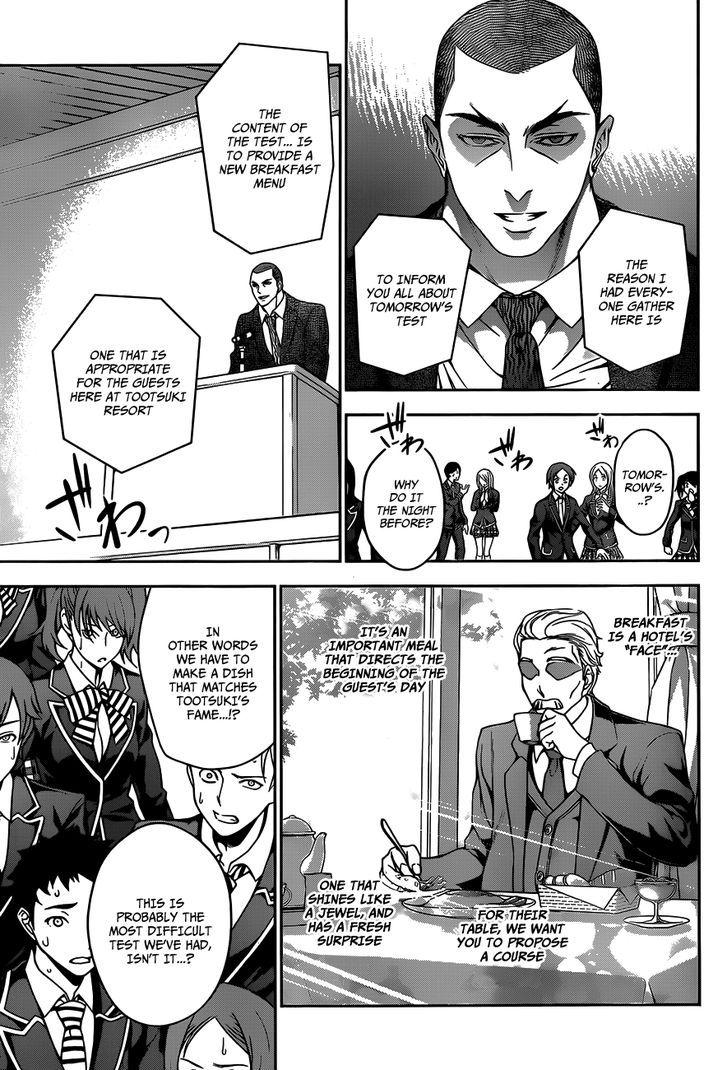 THE
REASON I
HAD EVERY-
ONE GATHER
HERE IS
TO INFORM
YOU ALL ABOUT
TOMORROW'S
TEST
THE
CONTENT OF
THE TEST... IS
TO PROVIDE A
NEW BREAKFAST
MENU
ONE THAT IS
APPROPRIATE
FOR THE GUESTS
HERE AT TOOTSUKI
RESORT
ざわ
ざわ
TOMOR-
ROW'S.
..?
WHY
DO IT
THE NIGHT
BEFORE?
ざわっ
BREAKFAST
IS A HOTEL'S
"FACE"...
IT'S AN
IMPORTANT MEAL
THAT DIRECTS THE
BEGINNING OF THE
GUEST'S DAY
FOR THEIR
TABLE, WE WANT
YOU TO PROPOSE
A COURSE
ONE THAT
SHINES LIKE
A JEWEL, AND
HAS A FRESH
SURPRISE
IN
OTHER WORDS
WE HAVE TO
MAKE A DISH
THAT MATCHES
TOOTSUKI'S
FAME...!?
THIS IS
PROBABLY THE
MOST DIFFICULT
TEST WE'VE HAD,
ISN'T IT...?